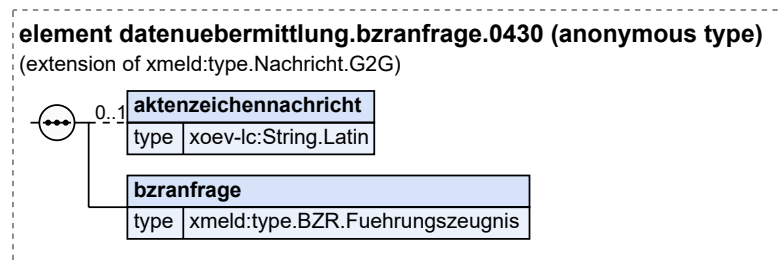 element datenuebermittlung.bzranfrage.0430 (anonymous type)
(extension of xmeld:type.Nachricht.G2G)
0..1 aktenzeichennachricht
type xoev-lc:String.Latin
bzranfrage
type xmeld:type.BZR.Fuehrungszeugnis